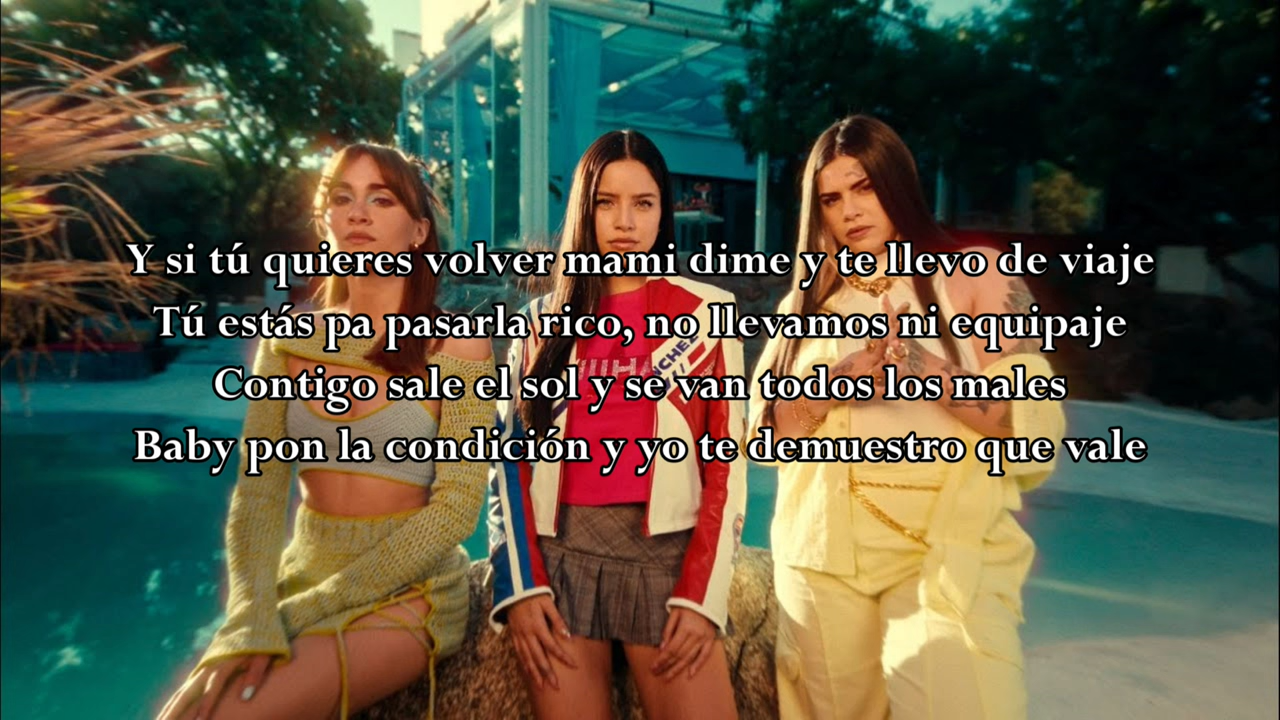 Y si tú quieres volver mami dime y te llevo de viaje
Tú estás pa pasarla rico, no llevamos ni equipaje
Contigo sale el sol y se van todos los males
Baby pon la condición y yo te demuestro que vale